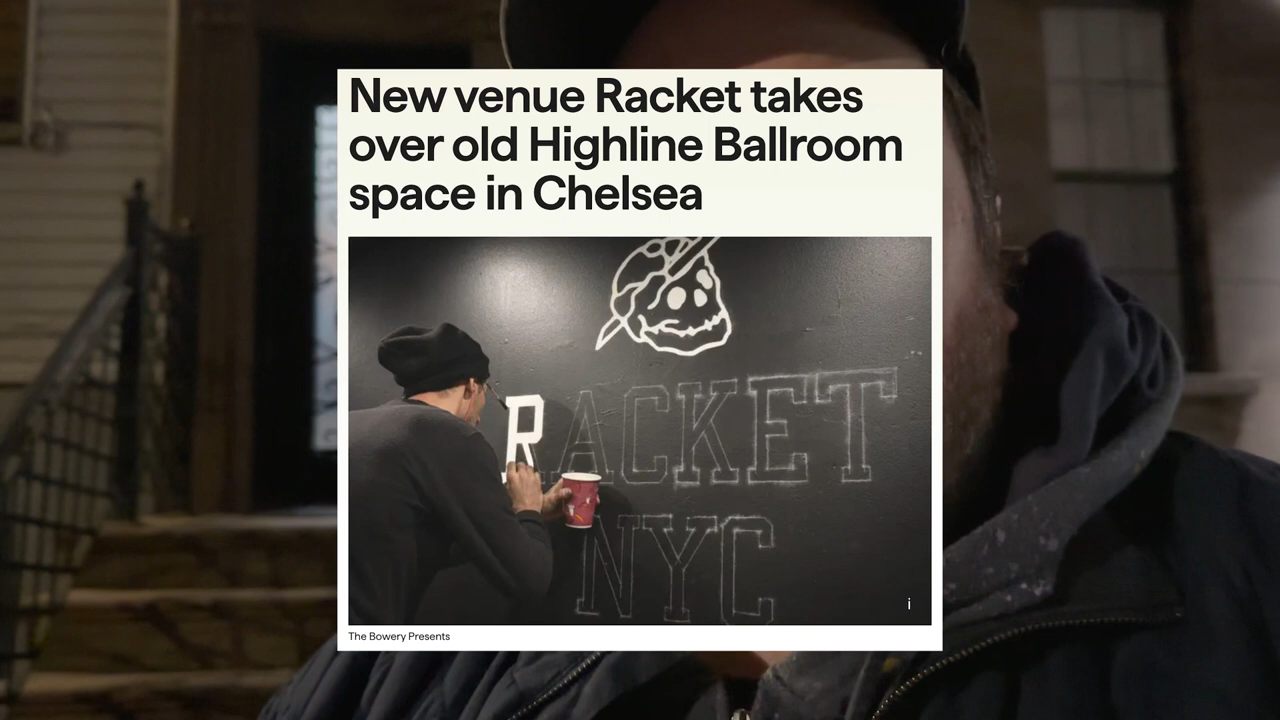 New venue Racket takes
over old Highline Ballroom
space in Chelsea
RACKET
NYC
i
The Bowery Presents